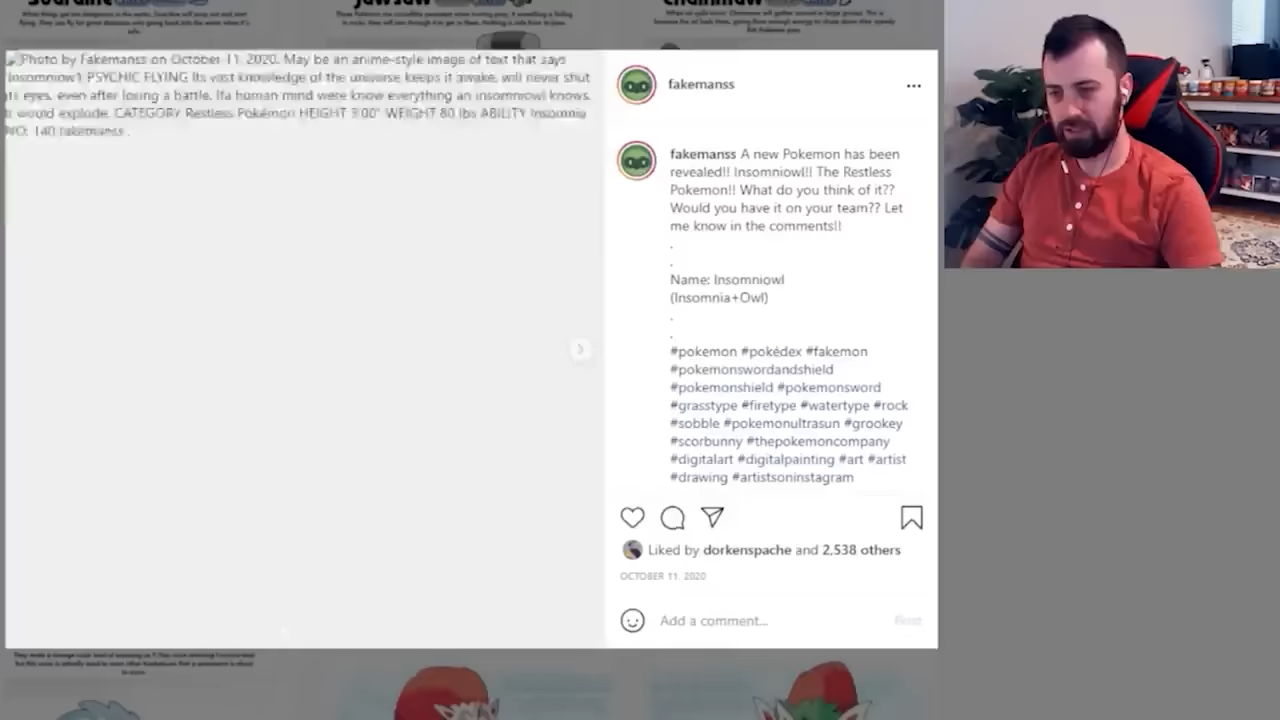 Photo by Fakemanss on October 11, 2020. May be an anime-style image of text that says
PSYCHIC FLYING Its vast knowledge of the universe keeps it awake, will never shut
its eyes, even after losing a battle. Ifa human mind were know everything an insomniowl knows,
it would explode. CATEGORY Restless Pokémon HEIGHT 3'00" WEIGHT 80 lbs ABILITY Insomnia
NO: 140 fakemanss .
fakemanss
fakemanss A new Pokemon has been
revealed!! Insomniowl!! The Restless
Pokemon!! What do you think of it??
Would you have it on your team?? Let
me know in the comments!!
.
.
Name: Insomniowl
(Insomnia+Owl)
.
.
#pokemon #pokédex #fakemon
#pokemonswordandshield
#pokemonshield #pokemonsword
#grasstype #firetype #watertype #rock
#sobble #pokemonultrasun #grookey
#scorbunny #thepokemoncompany
#digitalart #digitalpainting #art #artist
#drawing #artistsoninstagram
Liked by dorkenspache and 2,538 others
OCTOBER 11, 2020
Add a comment...
Post